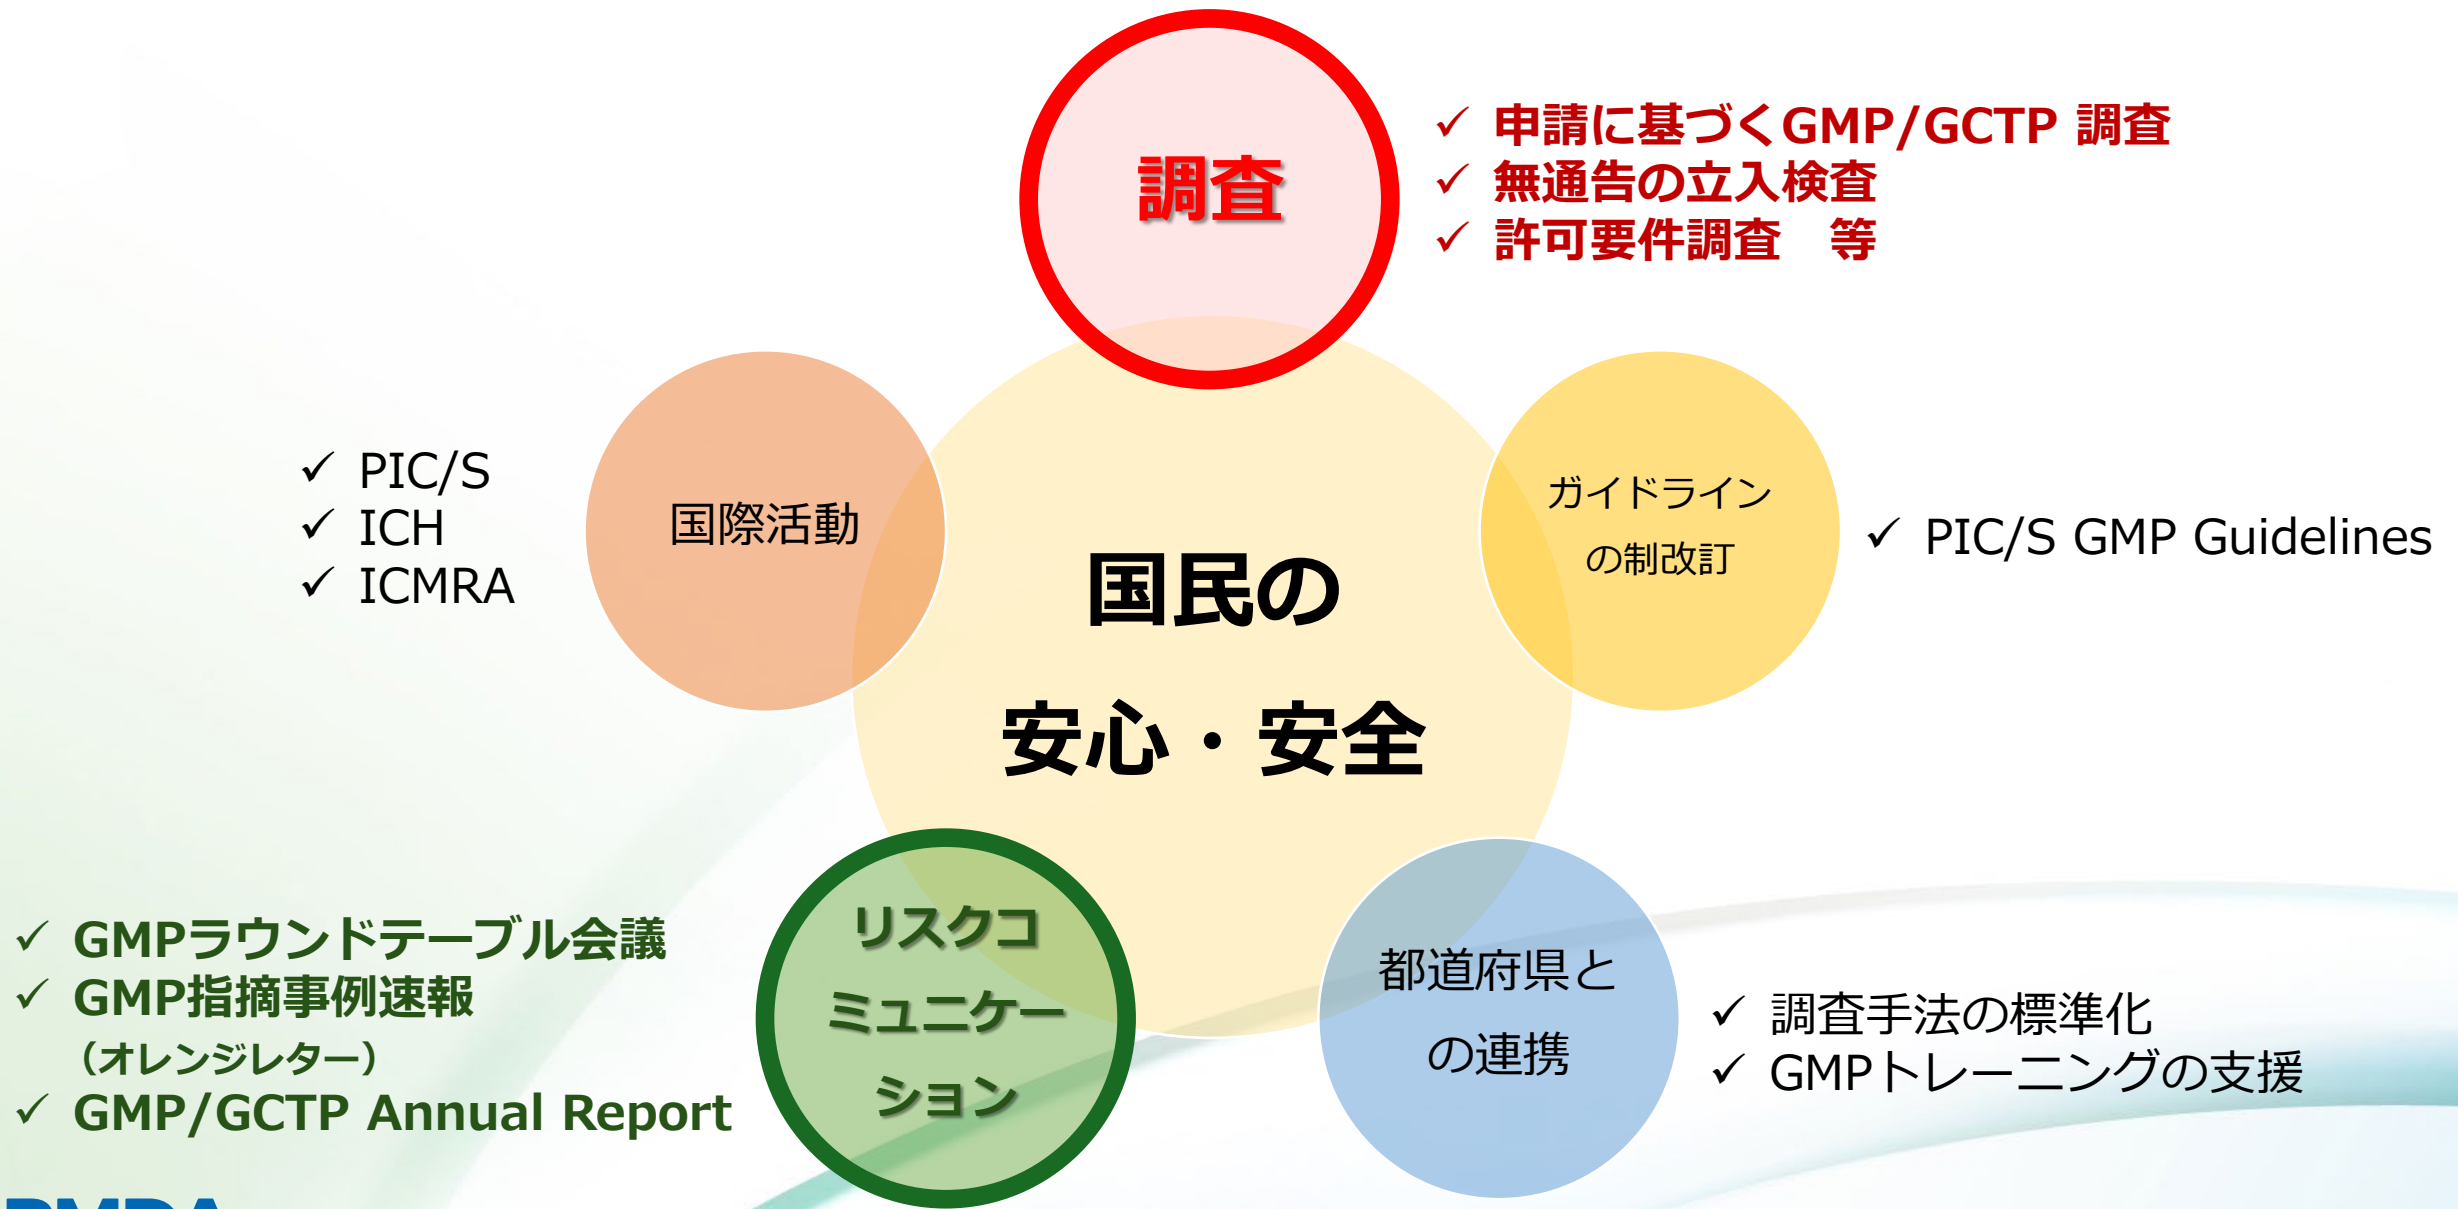 調査
✓ 申請に基づくGMP/GCTP 調査
✓ 無通告の立入検査
✓ 許可要件調査　等
✓ PIC/S
✓ ICH
✓ ICMRA
国際活動
国民の
安心・安全
ガイドライン
の制改訂
✓ PIC/S GMP Guidelines
✓ GMPラウンドテーブル会議
✓ GMP指摘事例速報
（オレンジレター）
✓ GMP/GCTP Annual Report
リスクコ
ミュニケー
ション
都道府県と
の連携
✓ 調査手法の標準化
✓ GMPトレーニングの支援